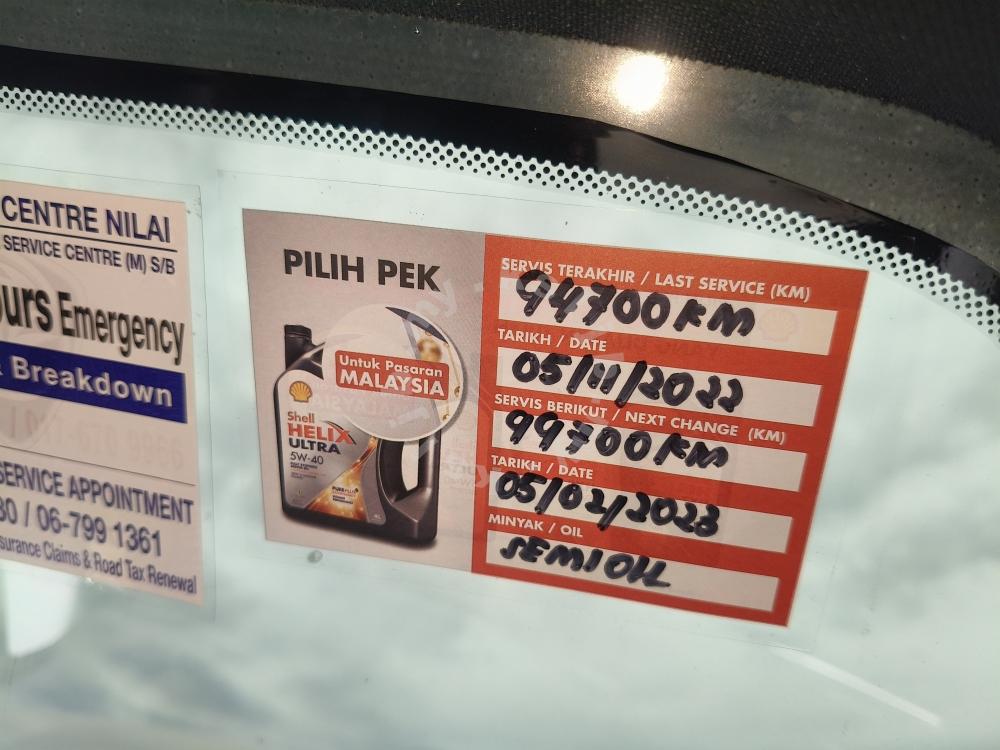 CENTRE NILAI
SERVICE CENTRE (M) S/B
ours Emergency
Breakdown
SERVICE APPOINTMENT
30 / 06-799 1361
surance Claims & Road Tax Renewal
PILIH PEK
Untuk Pasaran
MALAYSIA
Shell
HELIX
ULTRA
5W-40
SERVIS TERAKHIR / LAST SERVICE (KM)
94700KM
TARIKH / DATE
05/11/2022
SERVIS BERIKUT / NEXT CHANGE (KM)
99700KM
TARIKH / DATE
05/02/2023
MINYAK / OIL
SEMI OIL